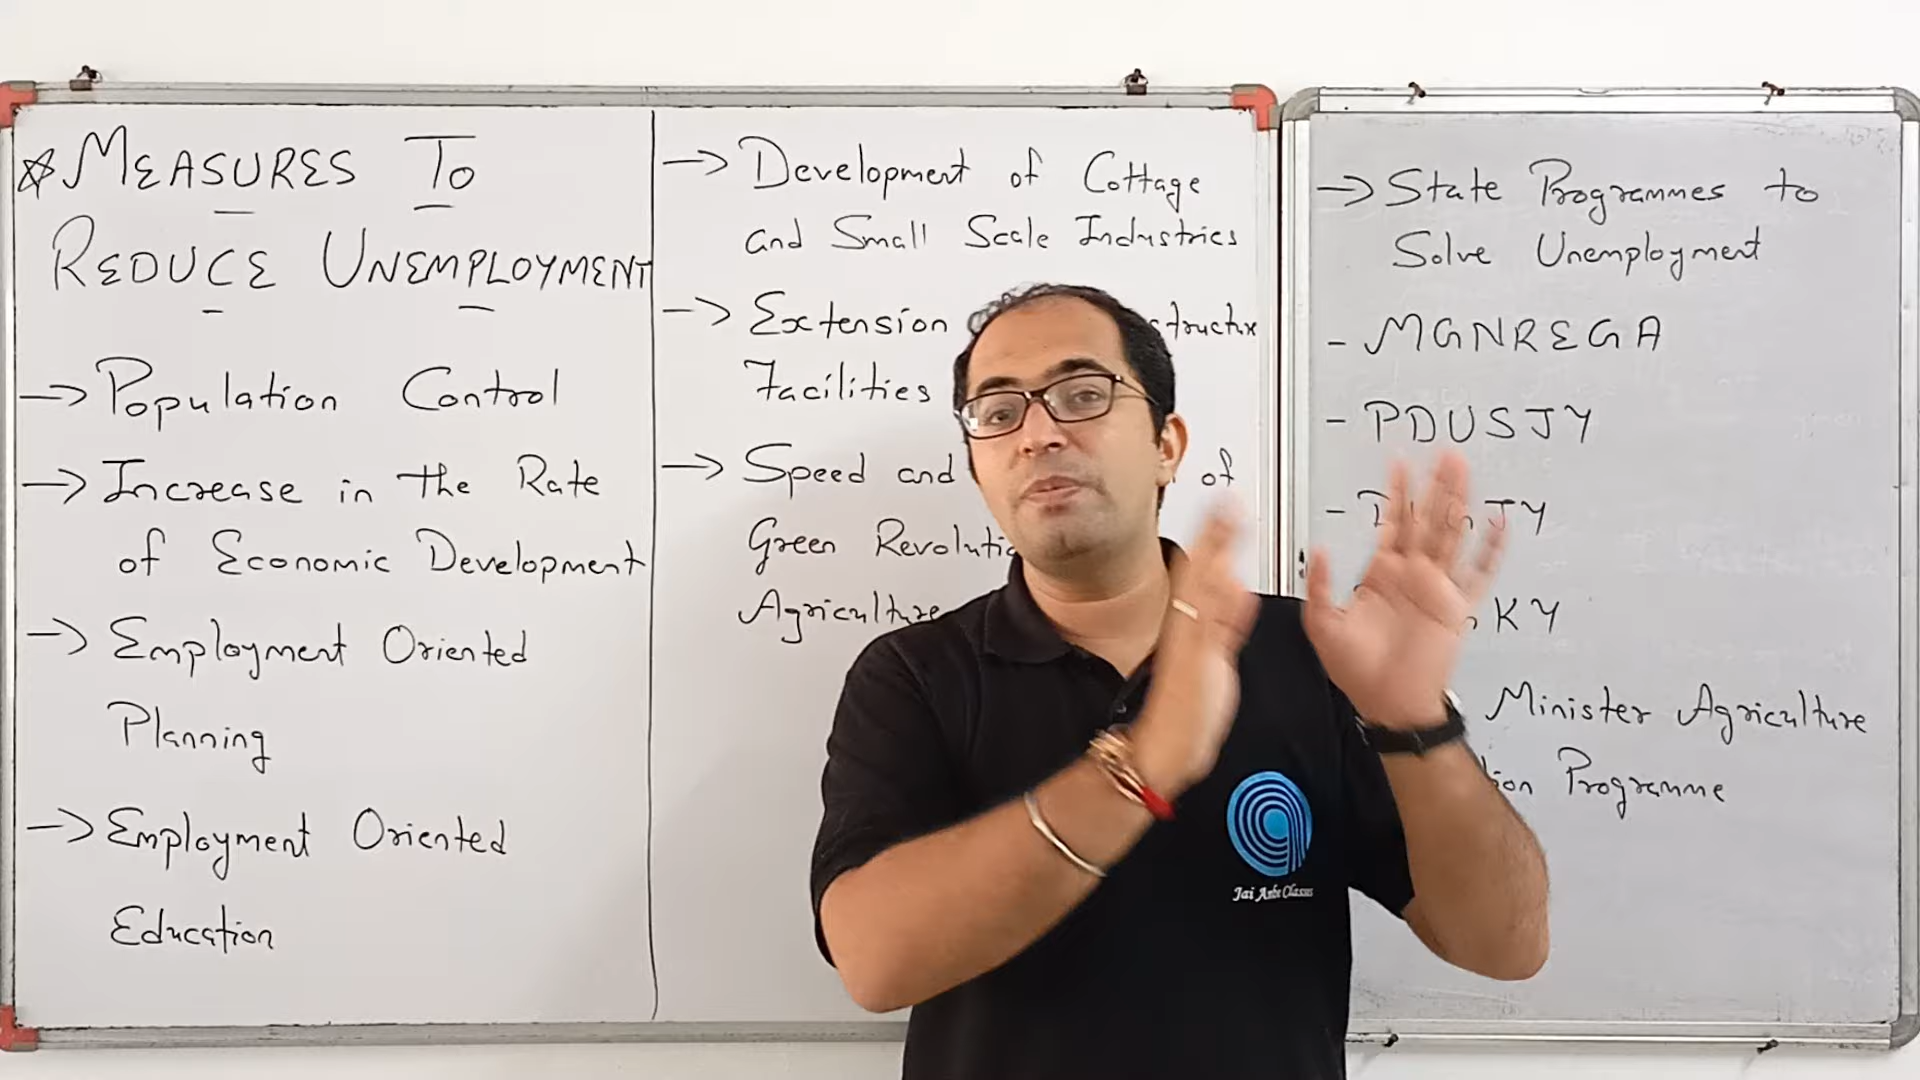 ☆ MEASURES TO
REDUCE UNEMPLOYMENT
→ Population Control
→ Increase in the Rate
of Economic Development
→ Employment Oriented
Planning
→ Employment Oriented
Education
→ Development of Cottage
and Small Scale Industries
→ Extension
Facilities
→ Speed and of
Green
Agriculture
→ State Programmes to
Solve Unemployment
- MGNREGA
- PDUSJY
-
KY
Minister Agriculture
Programme
Jai Ambe Classes